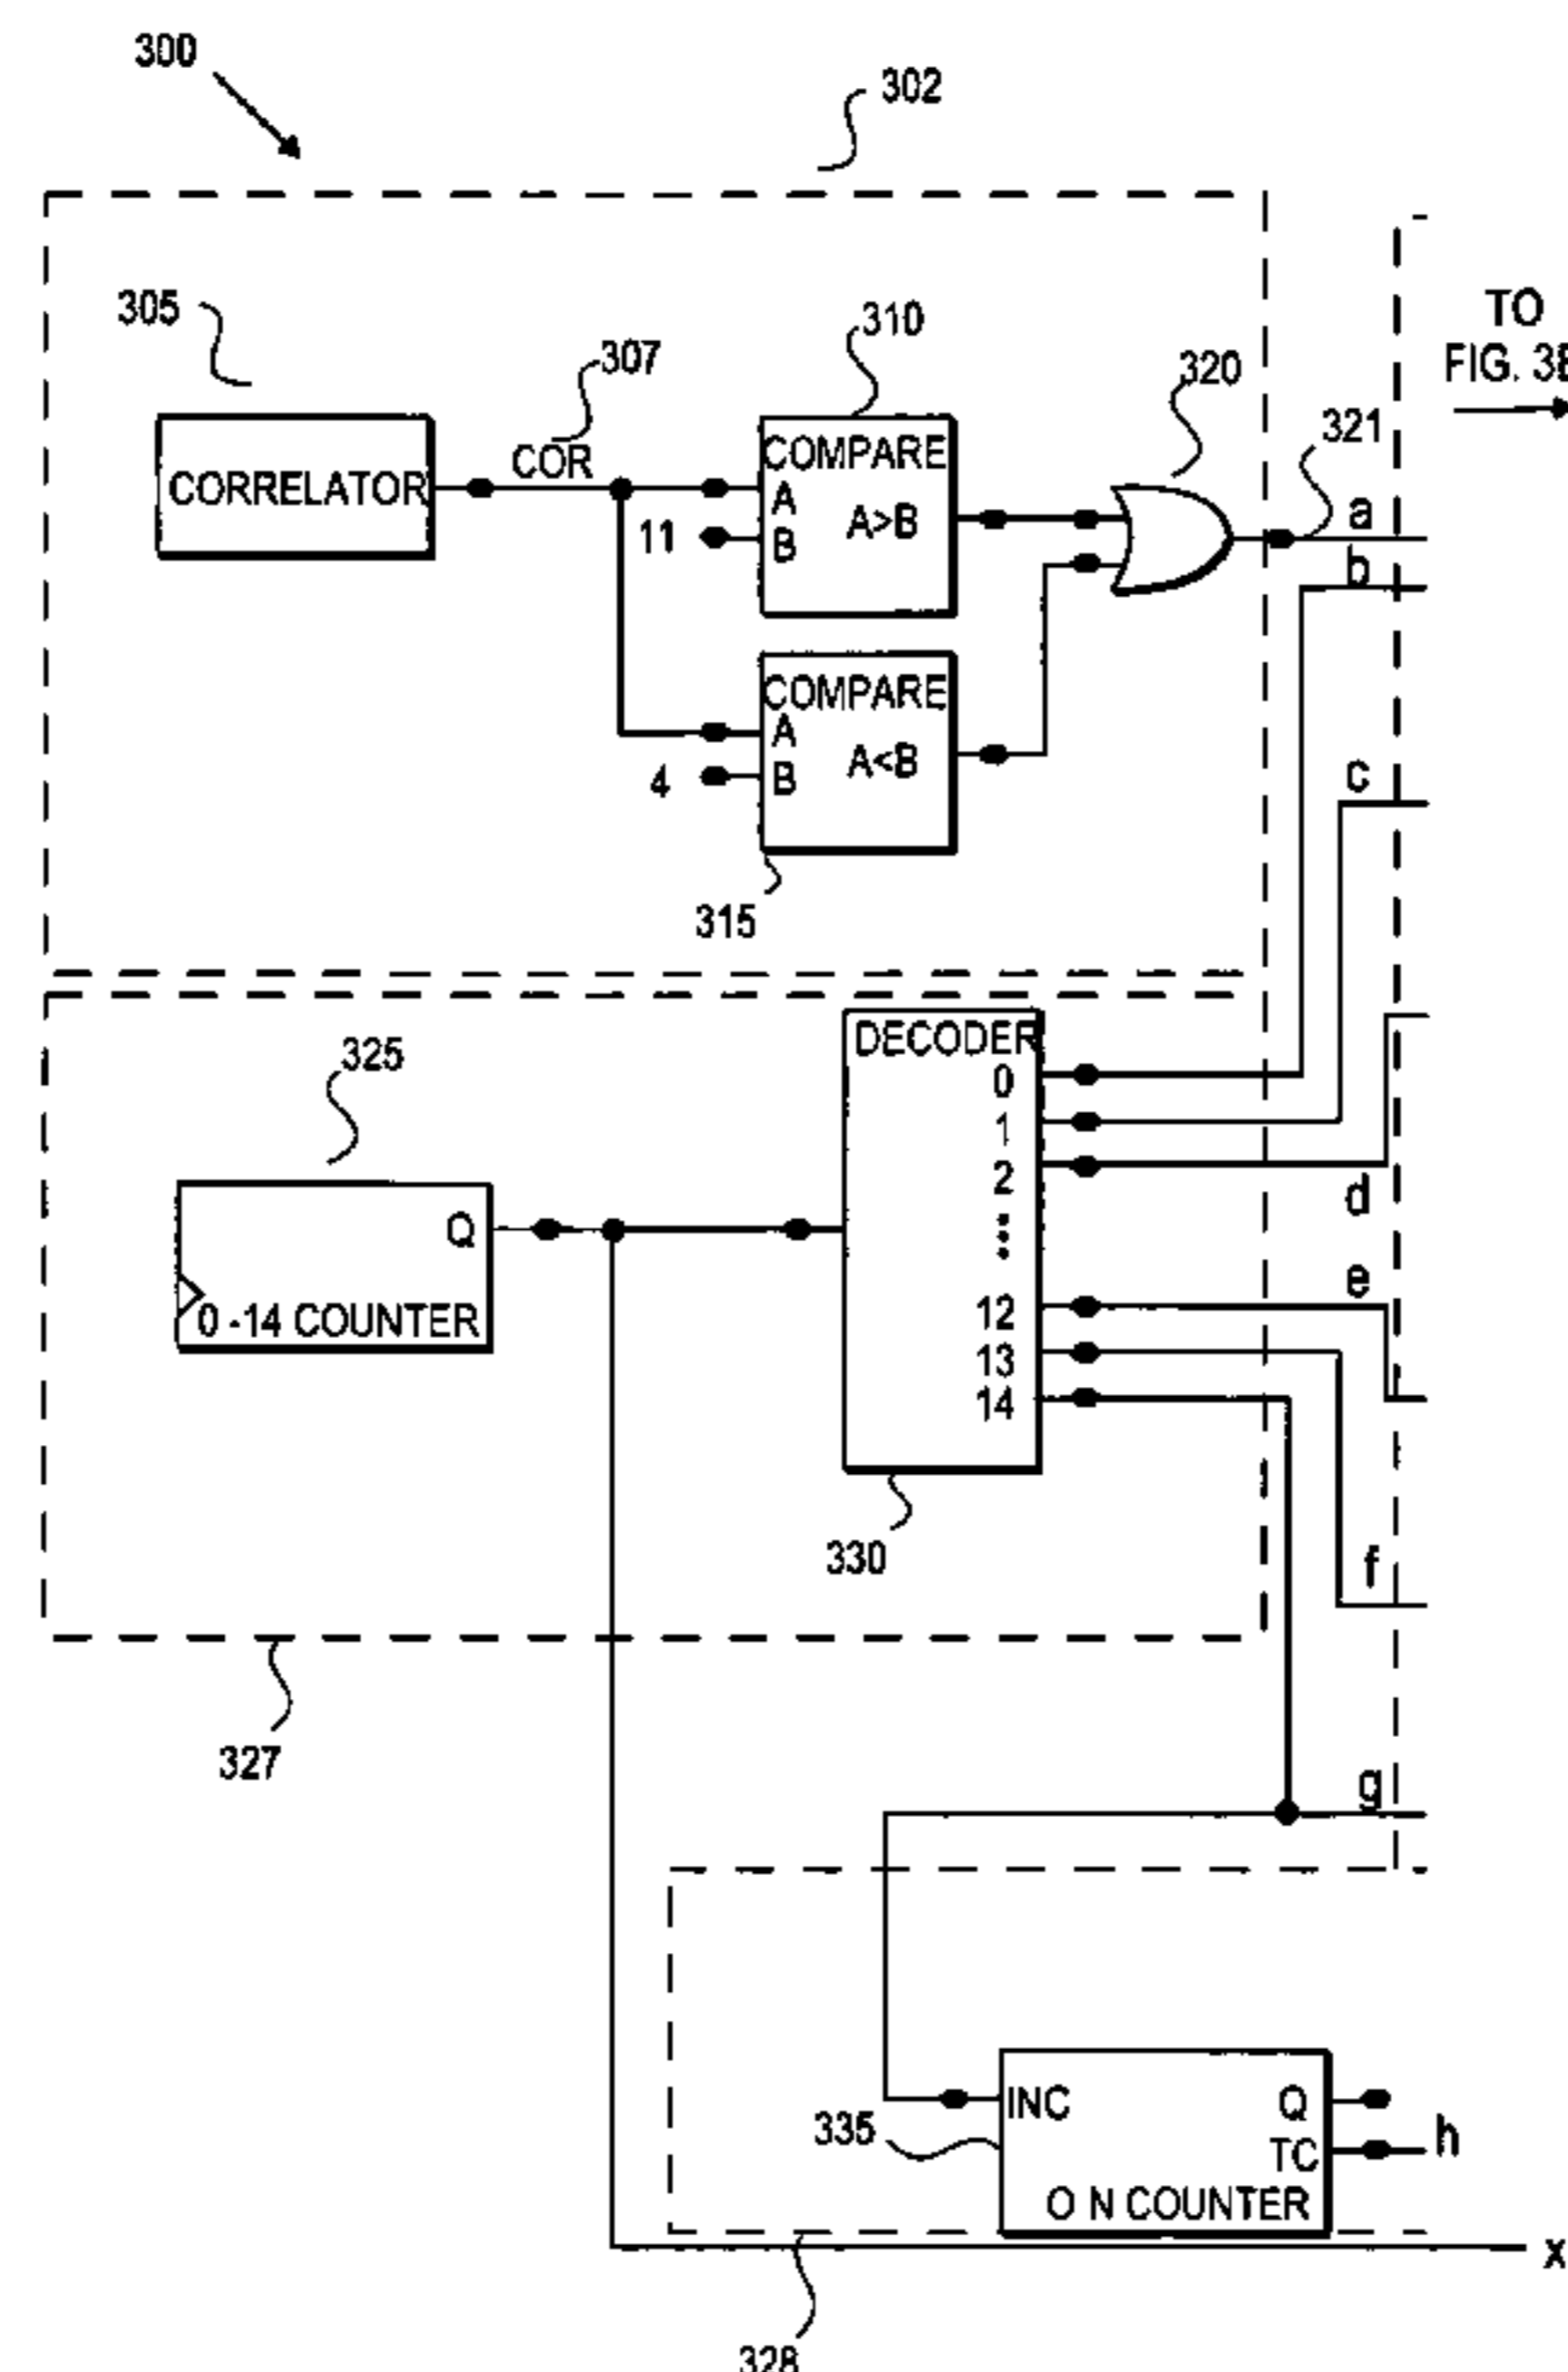 300
302
305
307
310
320
TO
FIG. 3
321
CORRELATOR
COR
COMPARE
A
B
A>B
11
a
b
COMPARE
A
B
A<B
4
c
315
325
DECODER
0
1
2
12
13
14
Q
0 -14 COUNTER
d
e
330
f
327
g
335
INC
Q
TC
O N COUNTER
h
x
328